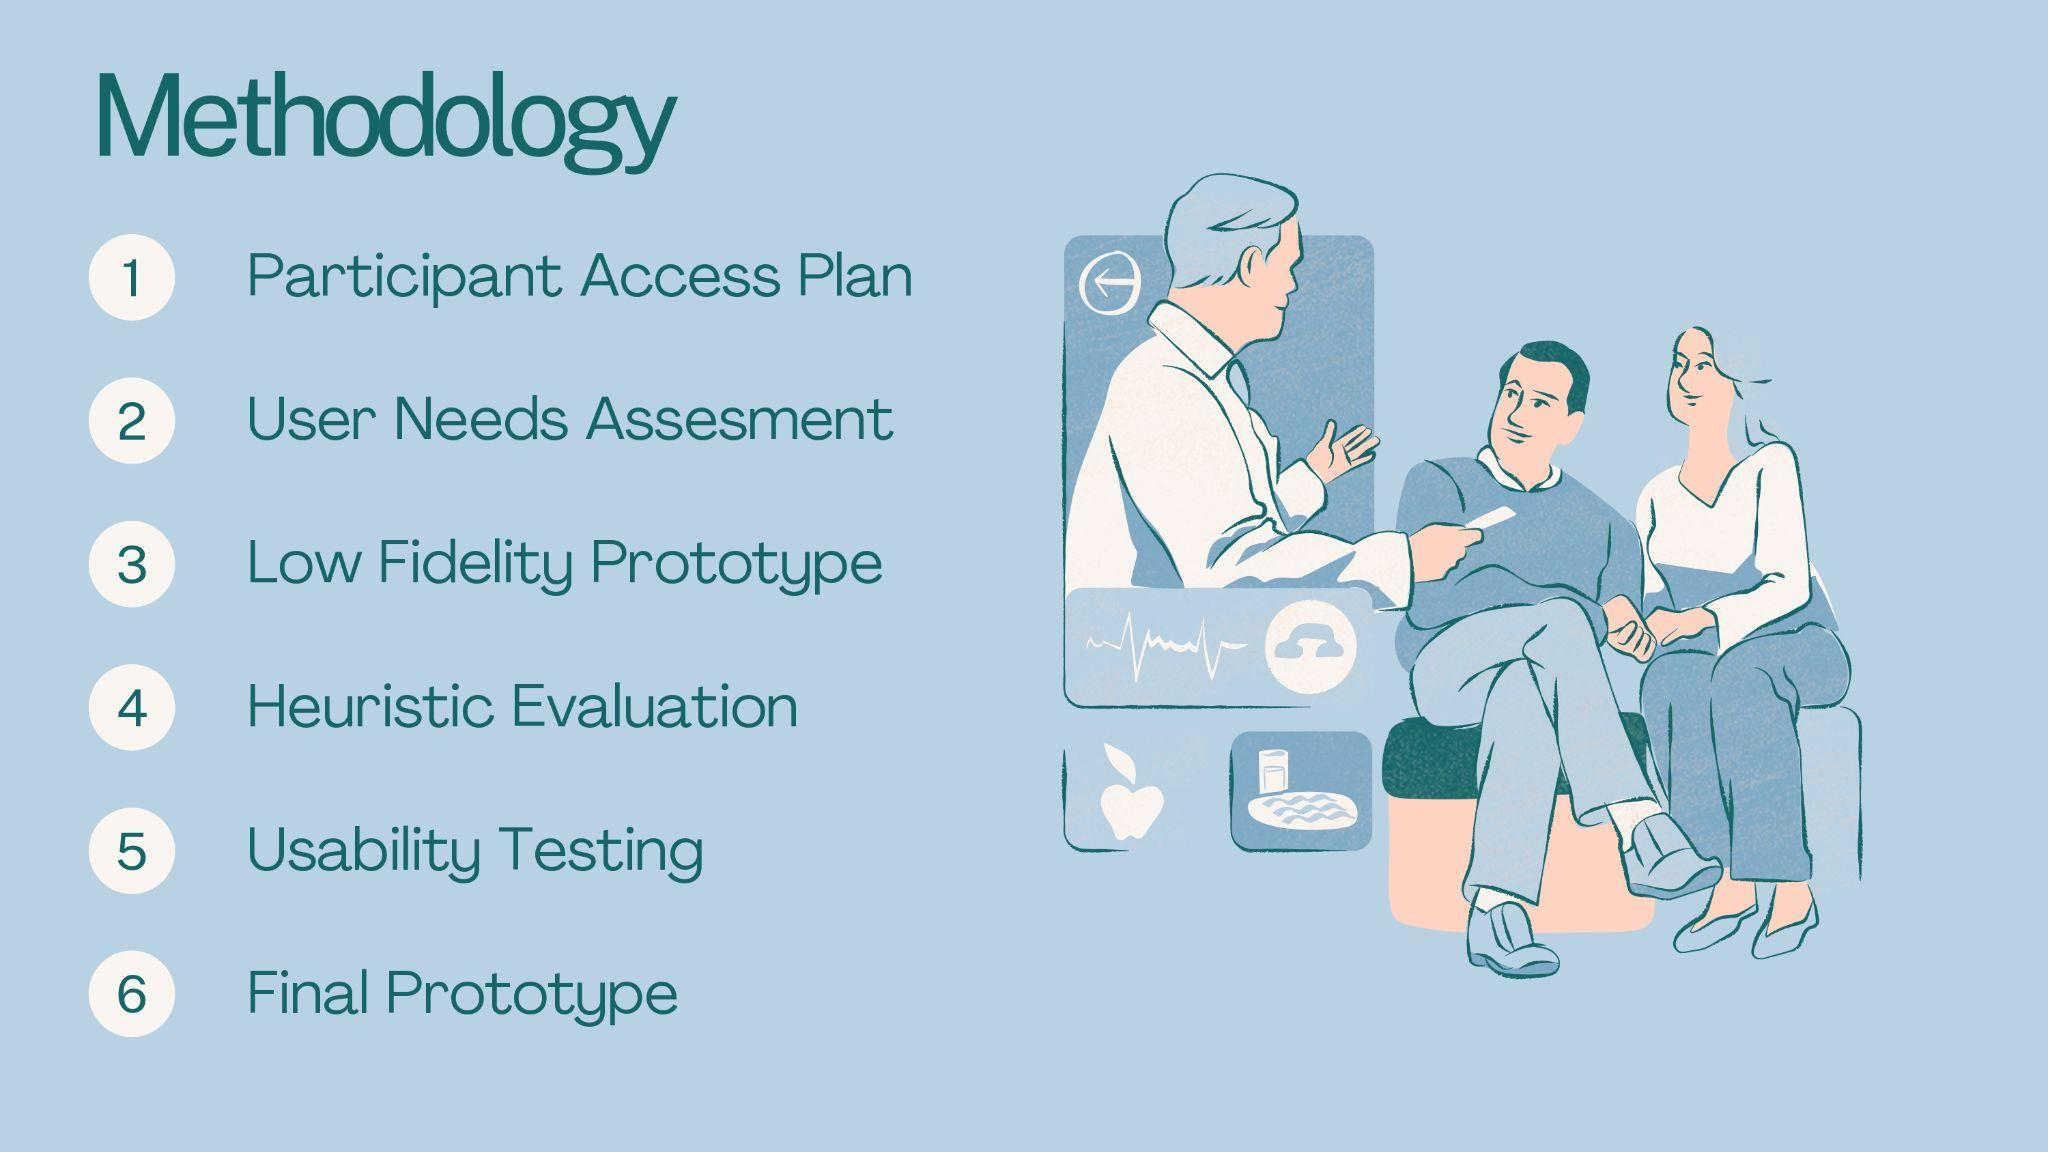 Methodology
1 Participant Access Plan
2 User Needs Assesment
3 Low Fidelity Prototype
4 Heuristic Evaluation
5 Usability Testing
6 Final Prototype